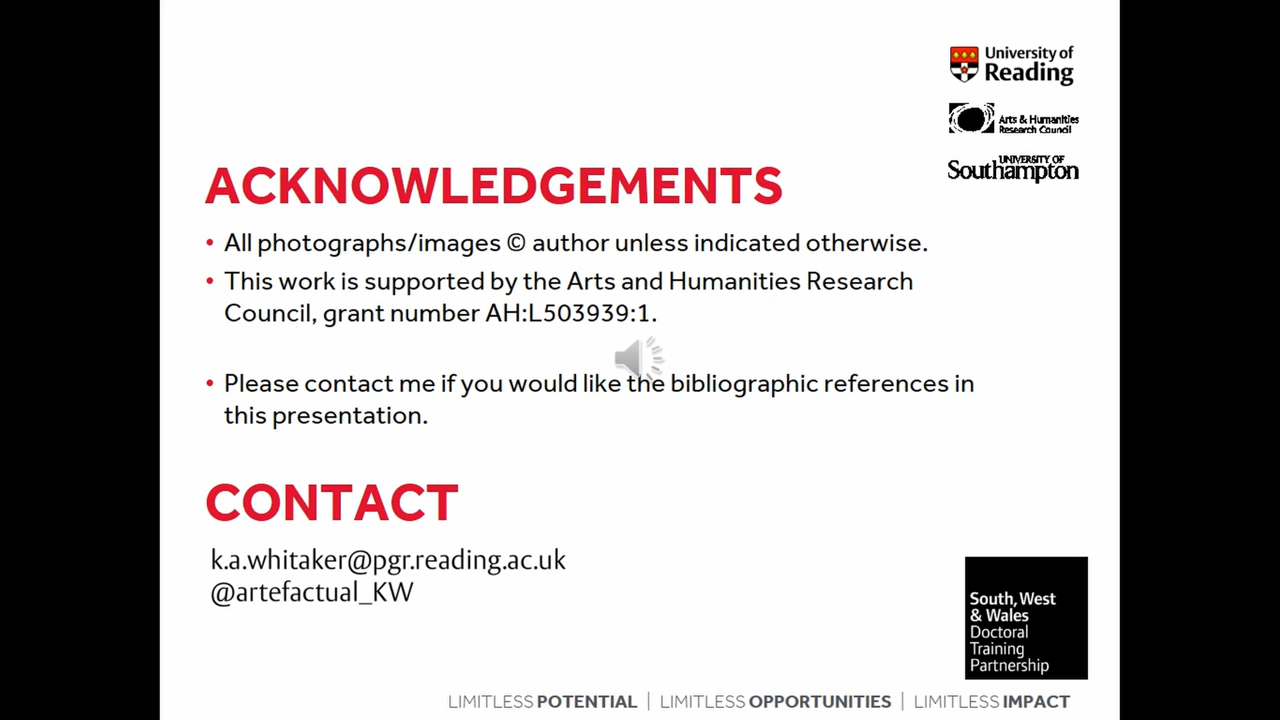 University of
Reading
Arts & Humanities
Research Council
UNIVERSITY OF
Southampton
ACKNOWLEDGEMENTS
• All photographs/images © author unless indicated otherwise.
• This work is supported by the Arts and Humanities Research
Council, grant number AH:L503939:1.
• Please contact me if you would like the bibliographic references in
this presentation.
CONTACT
k.a.whitaker@pgr.reading.ac.uk
@artefactual_KW
South, West
& Wales
Doctoral
Training
Partnership
LIMITLESS POTENTIAL | LIMITLESS OPPORTUNITIES | LIMITLESS IMPACT